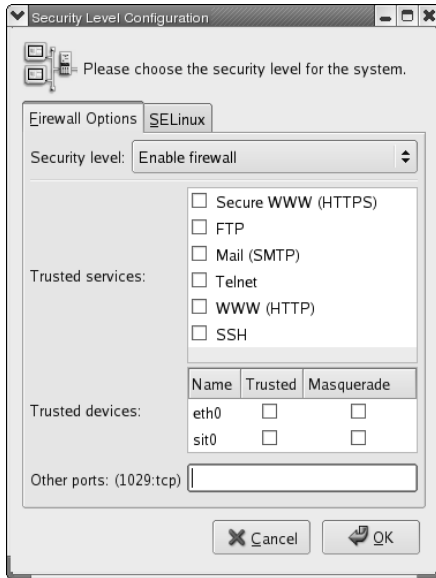 Security Level Configuration
Please choose the security level for the system.
Firewall Options
SELinux
Security level: Enable firewall
Trusted services:
Secure WWW (HTTPS)
FTP
Mail (SMTP)
Telnet
WWW (HTTP)
SSH
Trusted devices:
Name Trusted Masquerade
eth0
sit0
Other ports: (1029:tcp)
Cancel
OK